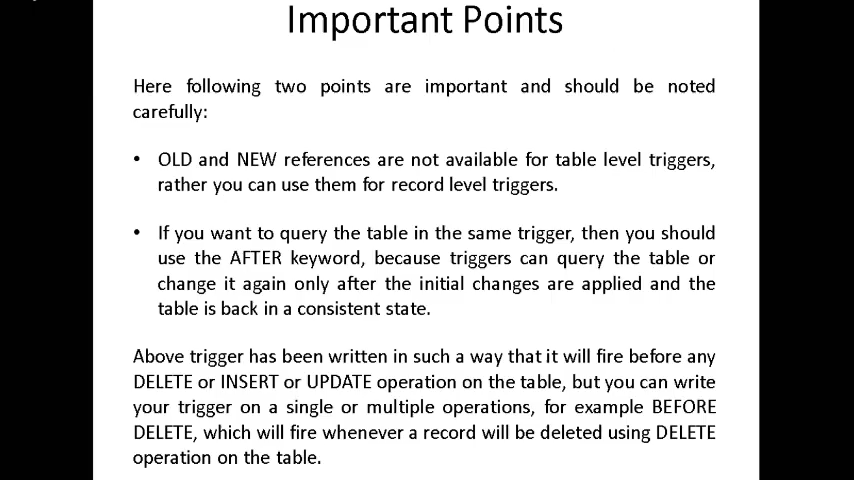 Important Points
Here following two points are important and should be noted
carefully:
• OLD and NEW references are not available for table level triggers,
rather you can use them for record level triggers.
• If you want to query the table in the same trigger, then you should
use the AFTER keyword, because triggers can query the table or
change it again only after the initial changes are applied and the
table is back in a consistent state.
Above trigger has been written in such a way that it will fire before any
DELETE or INSERT or UPDATE operation on the table, but you can write
your trigger on a single or multiple operations, for example BEFORE
DELETE, which will fire whenever a record will be deleted using DELETE
operation on the table.